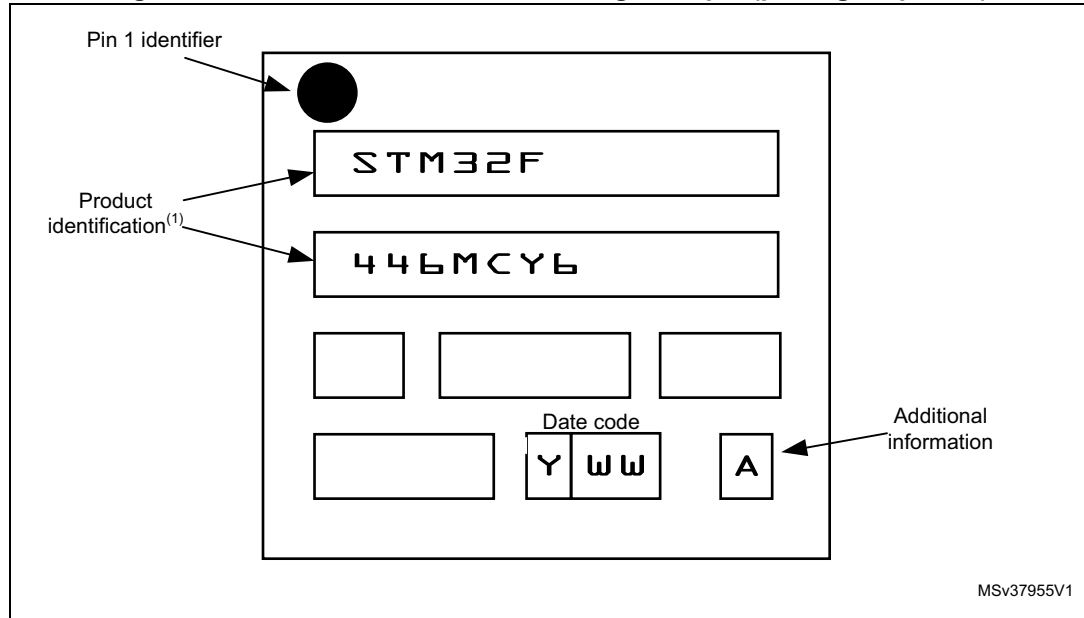 Pin 1 identifier
STM32F
Product
identification(1)
446MCY6
Date code
Y WW
A
Additional
information
MSv37955V1